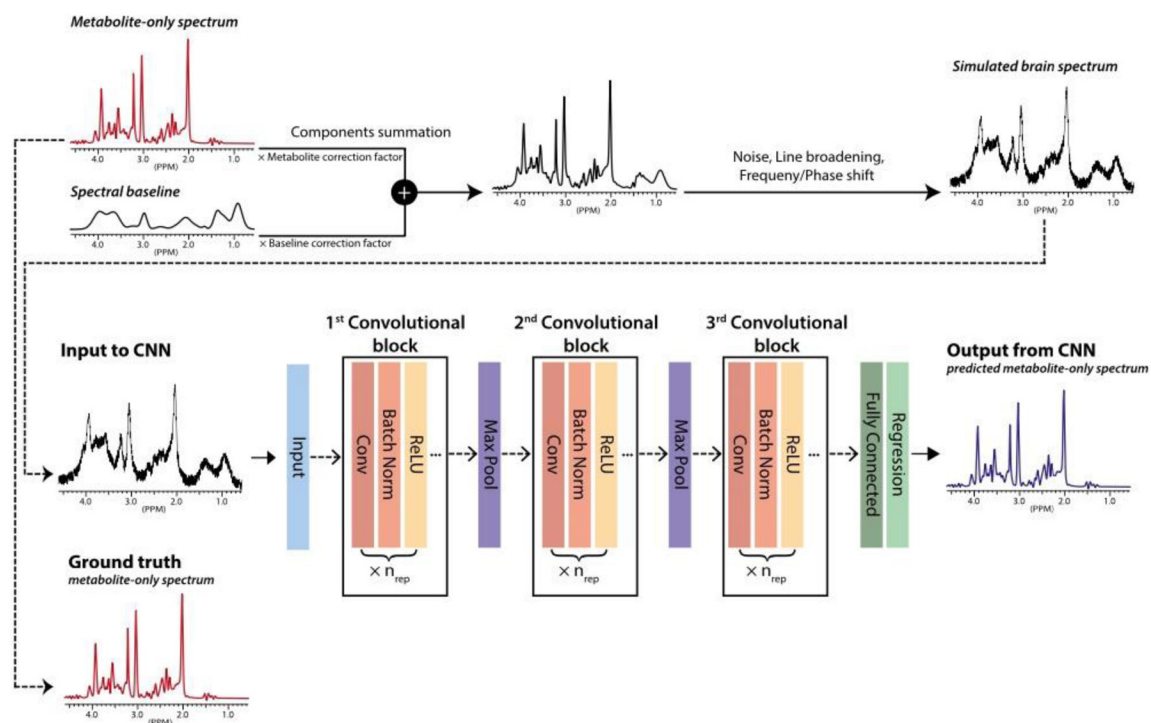 Metabolite-only spectrum
4.0 3.0 2.0 1.0
(PPM)
× Metabolite correction factor
Components summation
Spectral baseline
4.0 3.0 2.0 1.0
(PPM)
× Baseline correction factor
+
4.0 3.0 2.0 1.0
(PPM)
Noise, Line broadening,
Frequeny/Phase shift
Simulated brain spectrum
4.0 3.0 2.0 1.0
(PPM)
Input to CNN
4.0 3.0 2.0 1.0
(PPM)
Input
1st Convolutional
block
Conv
Batch Norm
ReLU
...
× nrep
Max Pool
2nd Convolutional
block
Conv
Batch Norm
ReLU
...
× nrep
Max Pool
3rd Convolutional
block
Conv
Batch Norm
ReLU
...
× nrep
Fully Connected
Regression
Output from CNN
predicted metabolite-only spectrum
4.0 3.0 2.0 1.0
(PPM)
Ground truth
metabolite-only spectrum
4.0 3.0 2.0 1.0
(PPM)